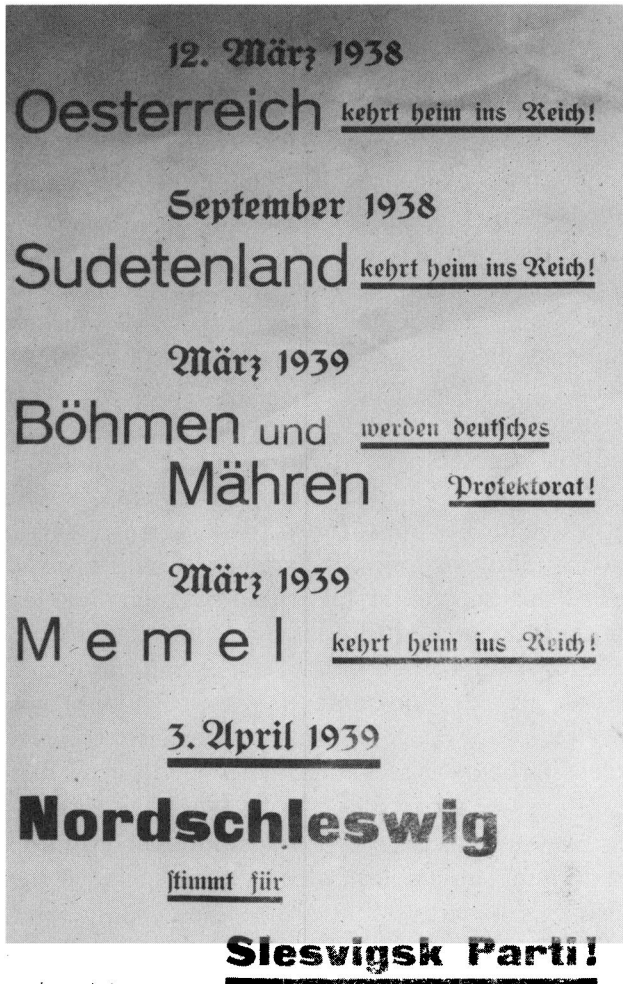 12. März 1938
Oesterreich kehrt heim ins Reich!
September 1938
Sudetenland kehrt heim ins Reich!
März 1939
Böhmen und werden deutsches
Mähren Protektorat!
März 1939
Memel kehrt heim ins Reich!
3. April 1939
Nordschleswig
stimmt für
Slesvigsk Parti!